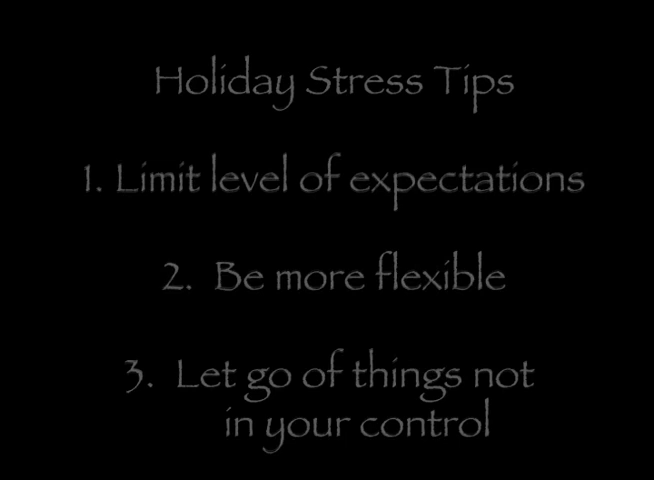 Holiday Stress Tips
1. Limit level of expectations
2. Be more flexible
3. Let go of things not
in your control